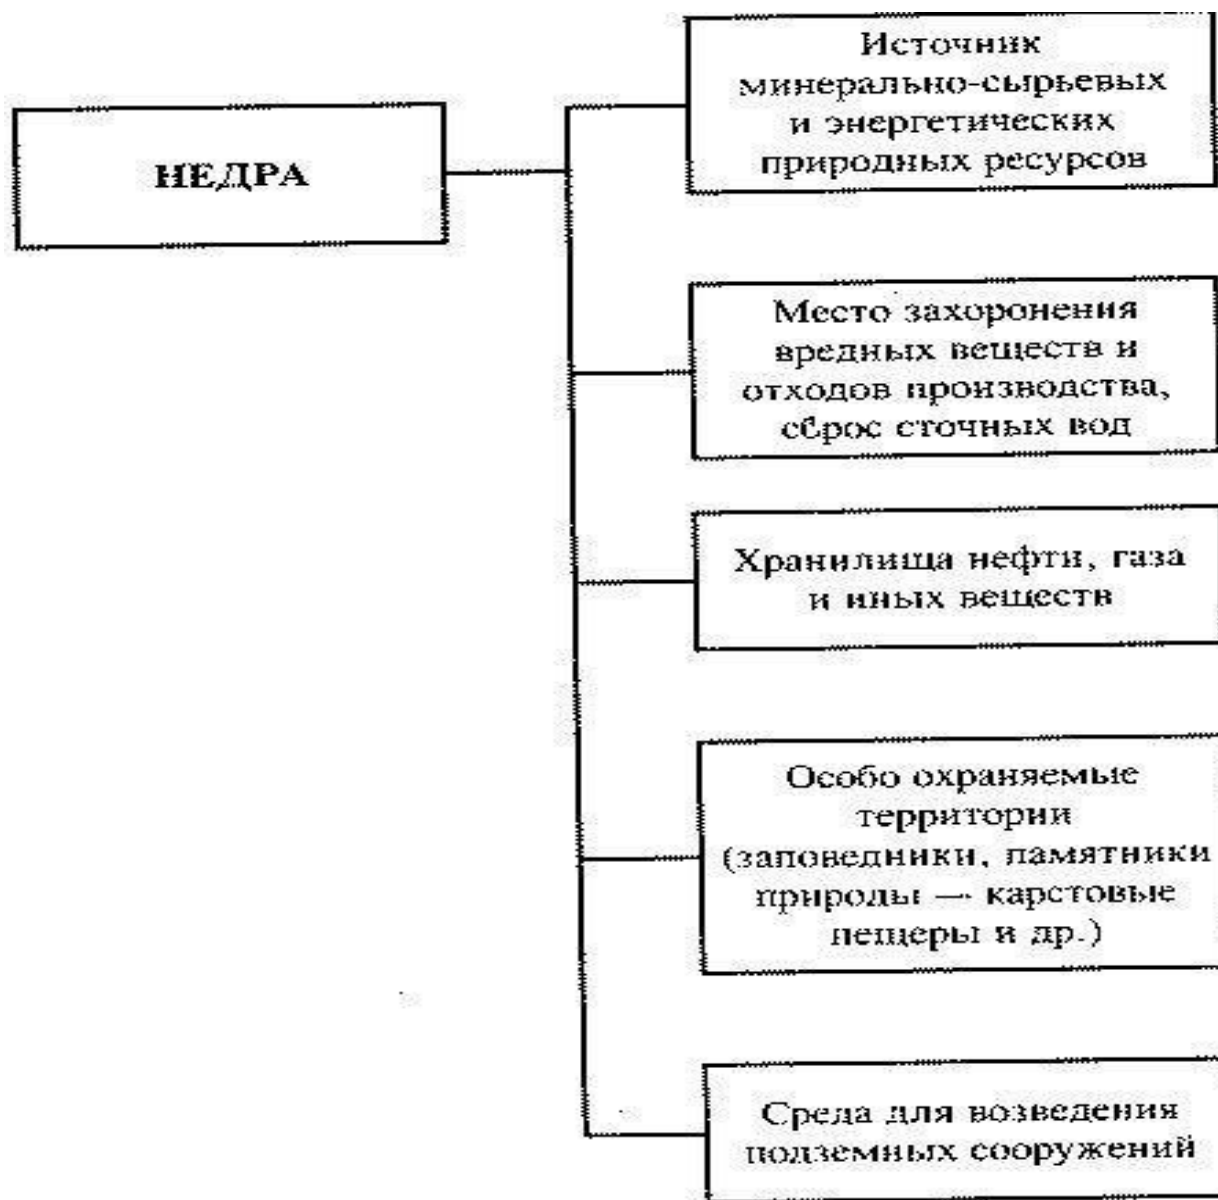 НЕДРА
Источник
минерально-сырьевых
и энергетических
природных ресурсов
Место захоронения
вредных веществ и
отходов производства,
сброс сточных вод
Хранилища нефти, газа
и иных веществ
Особо охраняемые
территории
(заповедники, памятники
природы — карстовые
пещеры и др.)
Среда для возведения
подземных сооружений